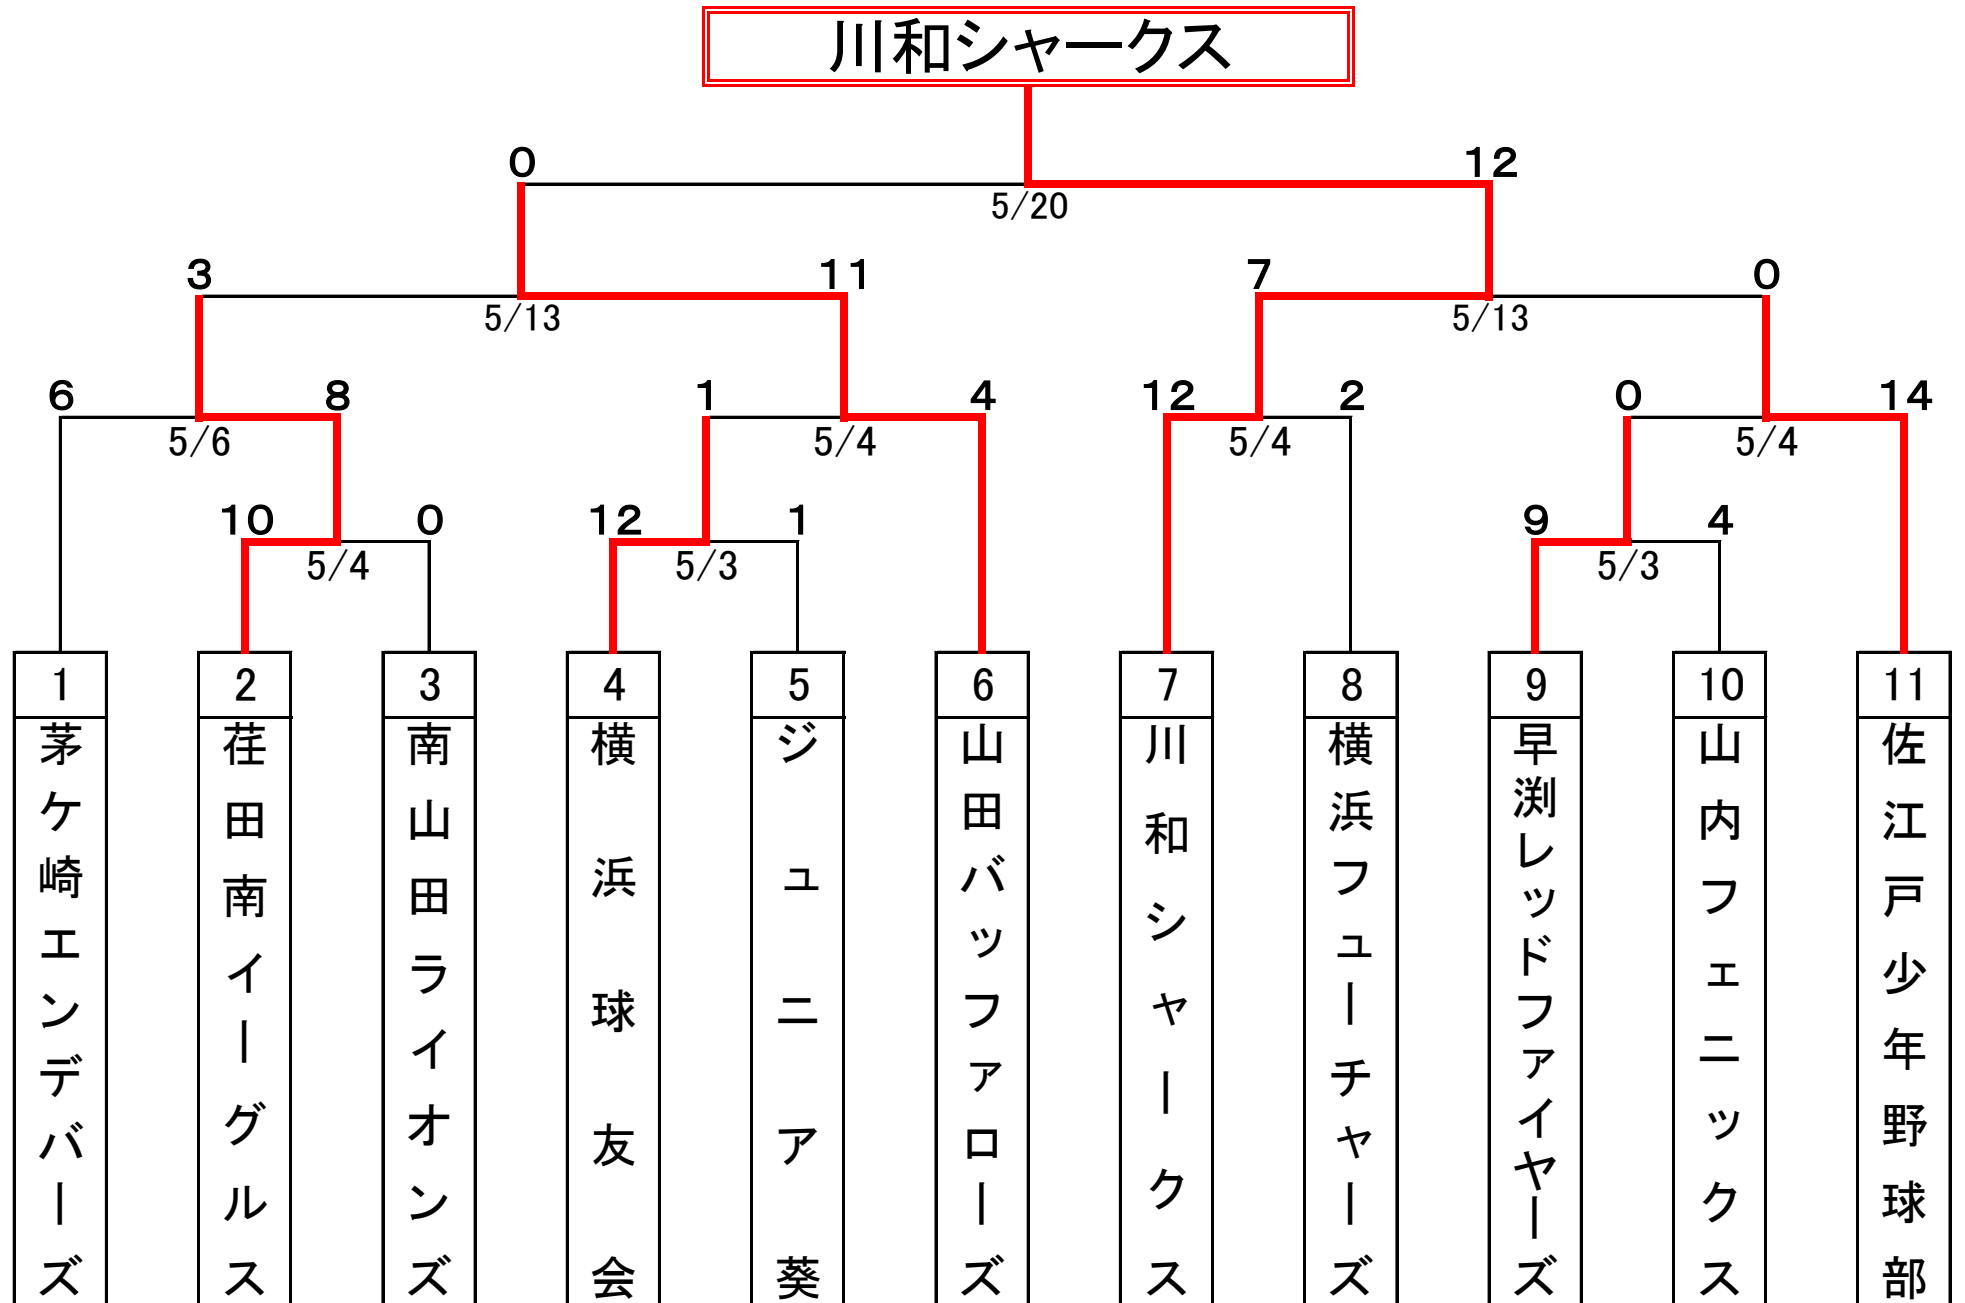 川和シャークス
0 12
5/20
3 11 7 0
5/13 5/13
6 8 1 4 12 2 0 14
5/6 5/4 5/4 5/4
10 0 12 1 9 4
5/4 5/3 5/3
1 2 3 4 5 6 7 8 9 10 11
茅ケ崎エンデバーズ
荏田南イーグルス
南山田ライオンズ
横浜球友会
ジュニア葵
山田バッファローズ
川和シャークス
横浜フューチャーズ
早渕レッドファイヤーズ
山内フェニックス
佐江戸少年野球部